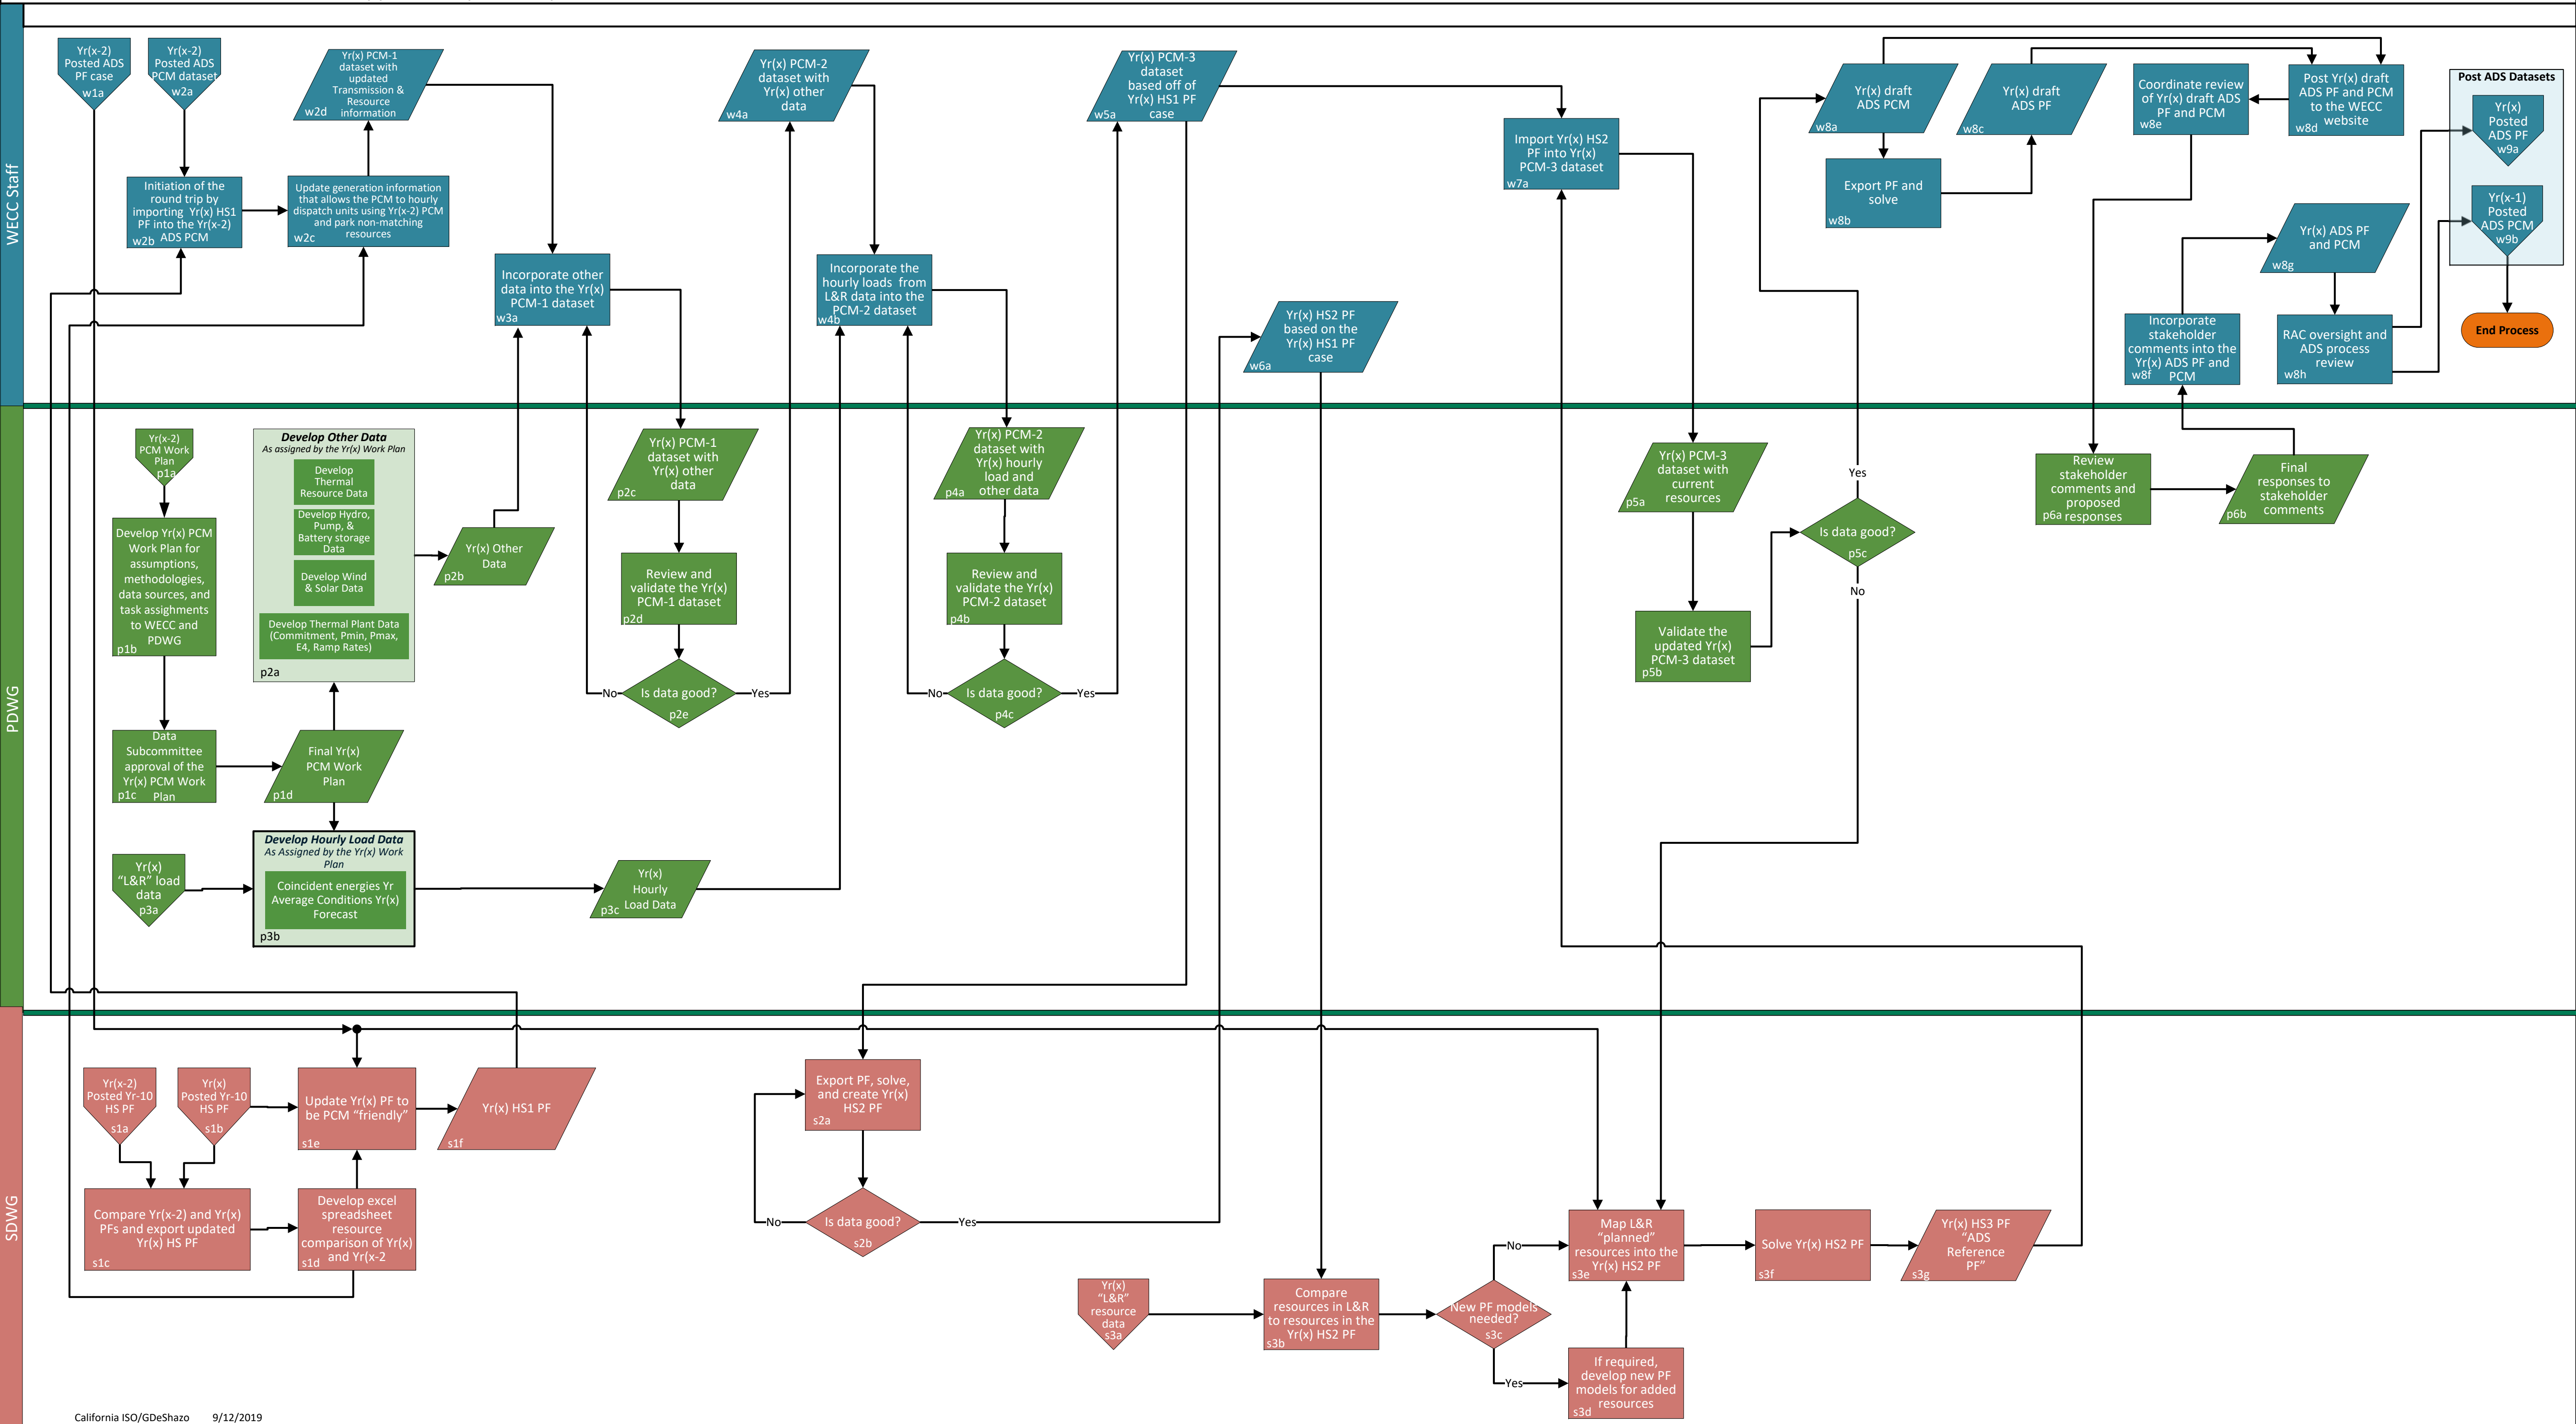 WECC Staff
Yr(x-2)
Posted ADS
PF case
w1a
Yr(x-2)
Posted ADS
PCM dataset
w2a
Yr(x) PCM-1
dataset with
updated
Transmission &
Resource
information
w2d
Initiation of the
round trip by
importing Yr(x) HS1
PF into the Yr(x-2)
ADS PCM
w2b
Update generation information
that allows the PCM to hourly
dispatch units using Yr(x-2) PCM
and park non-matching
resources
w2c
Incorporate other
data into the Yr(x)
PCM-1 dataset
w3a
Yr(x) PCM-2
dataset with
Yr(x) other
data
w4a
Incorporate the
hourly loads from
L&R data into the
PCM-2 dataset
w4b
Yr(x) PCM-3
dataset
based off of
Yr(x) HS1 PF
case
w5a
Yr(x) HS2 PF
based on the
Yr(x) HS1 PF
case
w6a
Import Yr(x) HS2
PF into Yr(x)
PCM-3 dataset
w7a
Yr(x) draft
ADS PCM
w8a
Export PF and
solve
w8b
Yr(x) draft
ADS PF
w8c
Coordinate review
of Yr(x) draft ADS
PF and PCM
w8e
Post Yr(x) draft
ADS PF and PCM
to the WECC
website
w8d
Post ADS Datasets
Yr(x)
Posted
ADS PF
w9a
Yr(x-1)
Posted
ADS PCM
w9b
End Process
Yr(x) ADS PF
and PCM
w8g
Incorporate
stakeholder
comments into the
Yr(x) ADS PF and
PCM
w8f
RAC oversight and
ADS process
review
w8h
PDWG
Yr(x-2)
PCM Work
Plan
p1a
Develop Yr(x) PCM
Work Plan for
assumptions,
methodologies,
data sources, and
task assighments
to WECC and
PDWG
p1b
Data
Subcommittee
approval of the
Yr(x) PCM Work
Plan
p1c
Final Yr(x)
PCM Work
Plan
p1d
Develop Other Data
As assigned by the Yr(x) Work Plan
Develop
Thermal
Resource Data
Develop Hydro,
Pump, &
Battery storage
Data
Develop Wind
& Solar Data
Develop Thermal Plant Data
(Commitment, Pmin, Pmax,
E4, Ramp Rates)
p2a
Yr(x) Other
Data
p2b
Yr(x) PCM-1
dataset with
Yr(x) other
data
p2c
Review and
validate the Yr(x)
PCM-1 dataset
p2d
No
Is data good?
p2e
Yes
Yr(x) PCM-2
dataset with
Yr(x) hourly
load and
other data
p4a
Review and
validate the Yr(x)
PCM-2 dataset
p4b
No
Is data good?
p4c
Yes
Yr(x)
"L&R" load
data
p3a
Develop Hourly Load Data
As Assigned by the Yr(x) Work
Plan
Coincident energies Yr
Average Conditions Yr(x)
Forecast
p3b
Yr(x)
Hourly
Load Data
p3c
Yr(x) PCM-3
dataset with
current
resources
p5a
Validate the
updated Yr(x)
PCM-3 dataset
p5b
Yes
Is data good?
p5c
No
Review
stakeholder
comments and
proposed
responses
p6a
Final
responses to
stakeholder
comments
p6b
SDWG
Yr(x-2)
Posted Yr-10
HS PF
s1a
Yr(x)
Posted Yr-10
HS PF
s1b
Compare Yr(x-2) and Yr(x)
PFs and export updated
Yr(x) HS PF
s1c
Develop excel
spreadsheet
resource
comparison of Yr(x)
and Yr(x-2
s1d
Update Yr(x) PF to
be PCM "friendly"
s1e
Yr(x) HS1 PF
s1f
Export PF, solve,
and create Yr(x)
HS2 PF
s2a
No
Is data good?
s2b
Yes
Yr(x)
"L&R"
resource
data
s3a
Compare
resources in L&R
to resources in the
Yr(x) HS2 PF
s3b
New PF models
needed?
s3c
No
Yes
If required,
develop new PF
models for added
resources
s3d
Map L&R
"planned"
resources into the
Yr(x) HS2 PF
s3e
Solve Yr(x) HS2 PF
s3f
Yr(x) HS3 PF
"ADS
Reference
PF"
s3g
California ISO/GDeShazo 9/12/2019